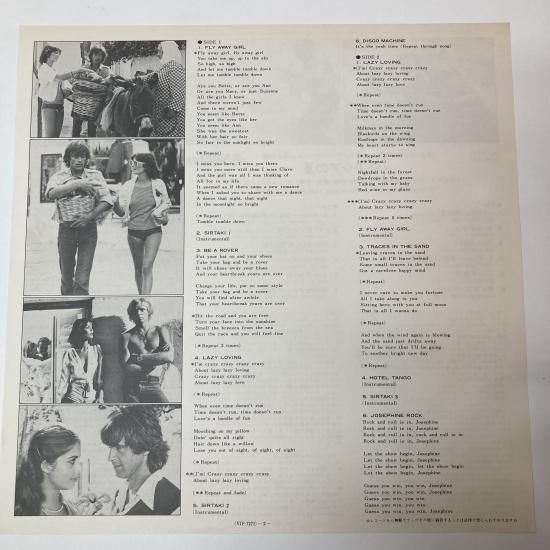 ●SIDE 1
1. FLY AWAY GIRL
*Fly away girl, fly away girl
You take me up, up to the sky
So high, so high
And let me tumble tumble down
Let me tumble tumble down
Are you Betty, or are you Ann
Or are you Mary, or just Suzanne
All the girls I knew
And there weren't just few
Come to my mind
You seem like Betty
You got the eyes like her
You seem like Ann
She was the sweetest
With her hair so fair
So fair in the sunlight so bright
(*Repeat)
I miss you here, I miss you there
I miss you more still than I miss Clare
And the girl was all I was thinking of
All for in my life
It seemed as if there came a new romance
When I asked you to share with me a dance
A dance that night, that night
In the moonlight so bright
(*Repeat)
Tumble tumble down
2. SIRTAKI 1
(Instrumental)
3. BE A ROVER
Put your hat on and your shoes
Take your bag and be a rover
It will chase away your blues
And your heartbreak years are over
Change your life, put on some style
Take your bag and be a rover
You will find after awhile
That your heartbreak years are over
*Hit the road and you are free
Turn your face into the sunshine
Smell the breezes from the sea
Quit the race and you will feel fine
(*Repeat 3 times)
4. LAZY LOVING
*I'm crazy crazy crazy crazy
About lazy lazy loving
Crazy crazy crazy crazy
About lazy lazy love
(*Repeat)
When even time doesn't run
Time doesn't run, time doesn't run
Love's a bundle of fun
Mooching on my pillow
Doin' quite all right
Hair down like a willow
Lose you out of sight, of night, of sight
(*Repeat)
**I'm Crazy crazy crazy crazy
About lazy lazy loving
(**Repeat and fade)
5. SIRTAKI 2
(Instrumental)
6. DISCO MACHINE
It's the yeah time (Repeat through song)
●SIDE 2
1. LAZY LOVING
*I'm Crazy crazy crazy crazy
About lazy lazy loving
Crazy crazy crazy crazy
About lazy lazy love
(*Repeat)
**When even time doesn't run
Time doesn't run, time doesn't run
Love's a bundle of fun
Milkman in the morning
Blackbirds on the wing
Raindrops in the dawning
My heart starts to sing
(*Repeat 2 times)
(**Repeat)
Nightfall in the forest
Dewdrops in the grass
Talking with my baby
Red wine in my glass
***I'm Crazy crazy crazy crazy
About lazy lazy loving
(***Repeat 5 times)
2. FLY AWAY GIRL
(Instrumental)
3. TRACES IN THE SAND
*Leaving traces in the sand
That is all I'll leave behind
Some small traces in the sand
Got a carefree happy mind
(*Repeat)
I never care to make you fortune
All I take along is you
Sitting here with you at full moon
That is all I wanna do
(*Repeat)
And when the wind again is blowing
And the sand just drifts away
You'll be sure that I'll be going
To another bright new day
(*Repeat)
4. HOTEL TANGO
(Instrumental)
5. SIRTAKI 3
(Instrumental)
6. JOSEPHINE ROCK
Rock and roll is in, Josephine
Rock and roll is in, Josephine
Rock and roll is in, rock and roll is in
Rock and roll is in, Josephine
Let the show begin, Josephine
Let the show begin, Josephine
Let the show begin, let the show begin
Let the show begin, Josephine
Guess you win, you win, Josephine
Guess you win, you win, Josephine
Guess you win, you win
Guess you win, you win, Josephine
(VIP-7272) −2−